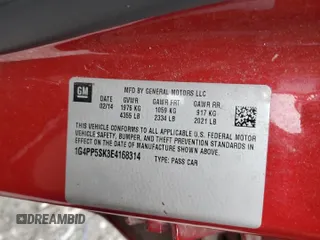 GM
MFD BY GENERAL MOTORS LLC
DATE GVWR GAWR FRT GAWR RR
02/14 1976 KG 1059 KG 917 KG
4355 LB 2334 LB 2021 LB
THIS VEHICLE CONFORMS TO ALL APPLICABLE U.S. FEDERAL MOTOR
VEHICLE SAFETY, BUMPER, AND THEFT PREVENTION STANDARDS
IN EFFECT ON THE DATE OF MANUFACTURE SHOWN ABOVE.
1G4PP5SK3E4168314 TYPE: PASS CAR
DREAMBID